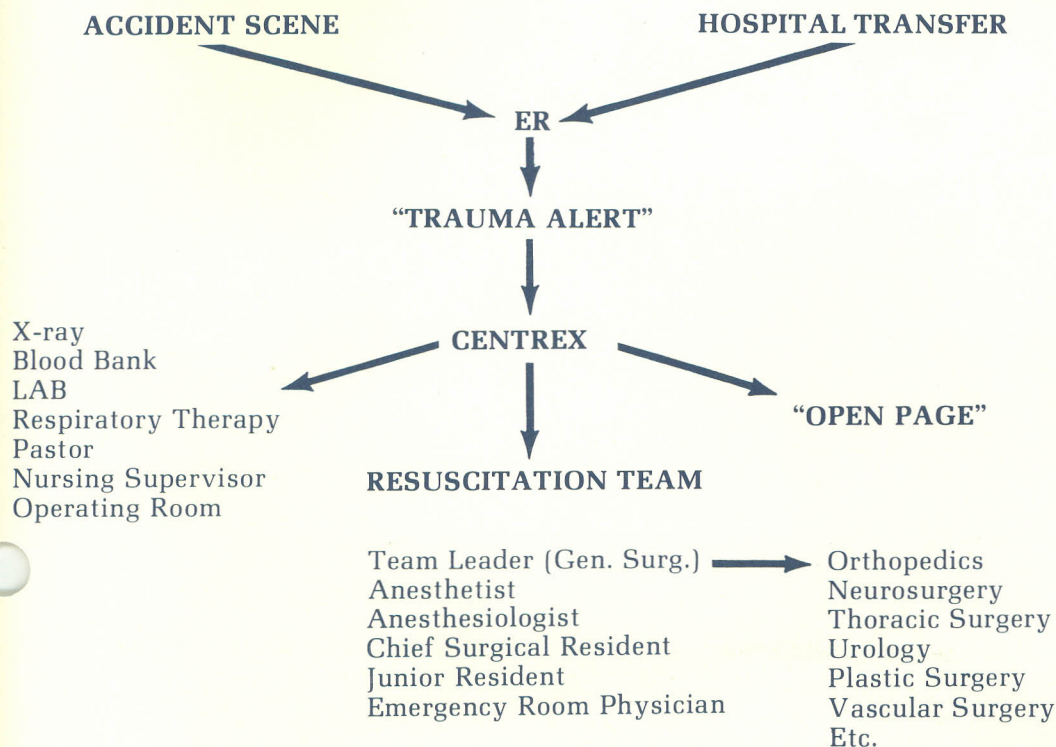 ACCIDENT SCENE
HOSPITAL TRANSFER
ER
“TRAUMA ALERT”
CENTREX
X-ray
Blood Bank
LAB
Respiratory Therapy
Pastor
Nursing Supervisor
Operating Room
“OPEN PAGE”
RESUSCITATION TEAM
Team Leader (Gen. Surg.)
Anesthetist
Anesthesiologist
Chief Surgical Resident
Junior Resident
Emergency Room Physician
Orthopedics
Neurosurgery
Thoracic Surgery
Urology
Plastic Surgery
Vascular Surgery
Etc.